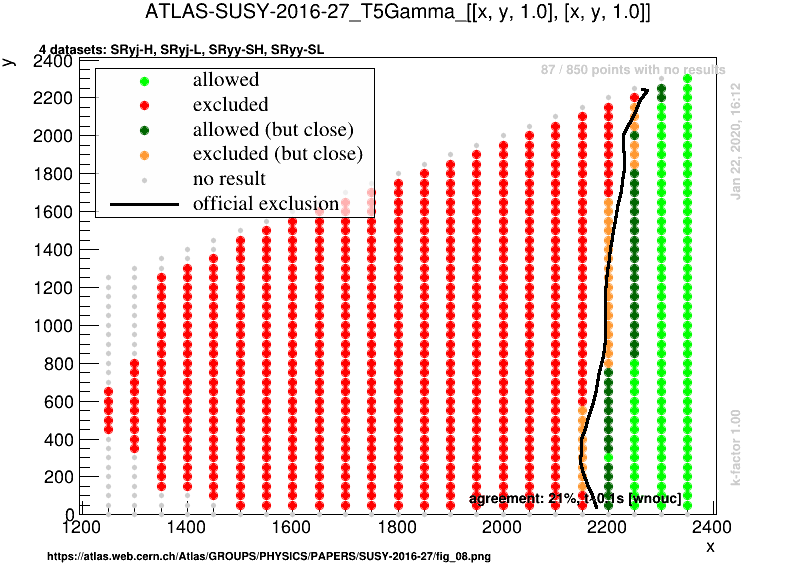 ATLAS-SUSY-2016-27_T5Gamma_[[x, y, 1.0], [x, y, 1.0]]
4 datasets: SRyj-H, SRyj-L, SRyy-SH, SRyy-SL
y
87 / 850 points with no results
Jan 22, 2020, 16:12
allowed
excluded
allowed (but close)
excluded (but close)
no result
official exclusion
2400
2200
2000
1800
1600
1400
1200
1000
800
600
400
200
0
k-factor 1.00
agreement: 21%, t~0.1s [wnouc]
1200 1400 1600 1800 2000 2200 2400
x
https://atlas.web.cern.ch/Atlas/GROUPS/PHYSICS/PAPERS/SUSY-2016-27/fig_08.png